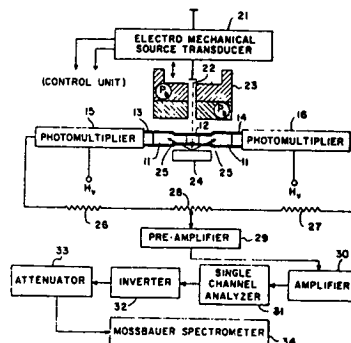 21
ELECTRO MECHANICAL
SOURCE TRANSDUCER
(CONTROL UNIT)
22
23
Pb
Pb
15
13
12
14
16
PHOTOMULTIPLIER
PHOTOMULTIPLIER
11
11
25
24
25
Hv
Hv
28
26
27
PRE-AMPLIFIER
29
33
30
ATTENUATOR
INVERTER
SINGLE
CHANNEL
ANALYZER
AMPLIFIER
32
31
MOSSBAUER SPECTROMETER
34